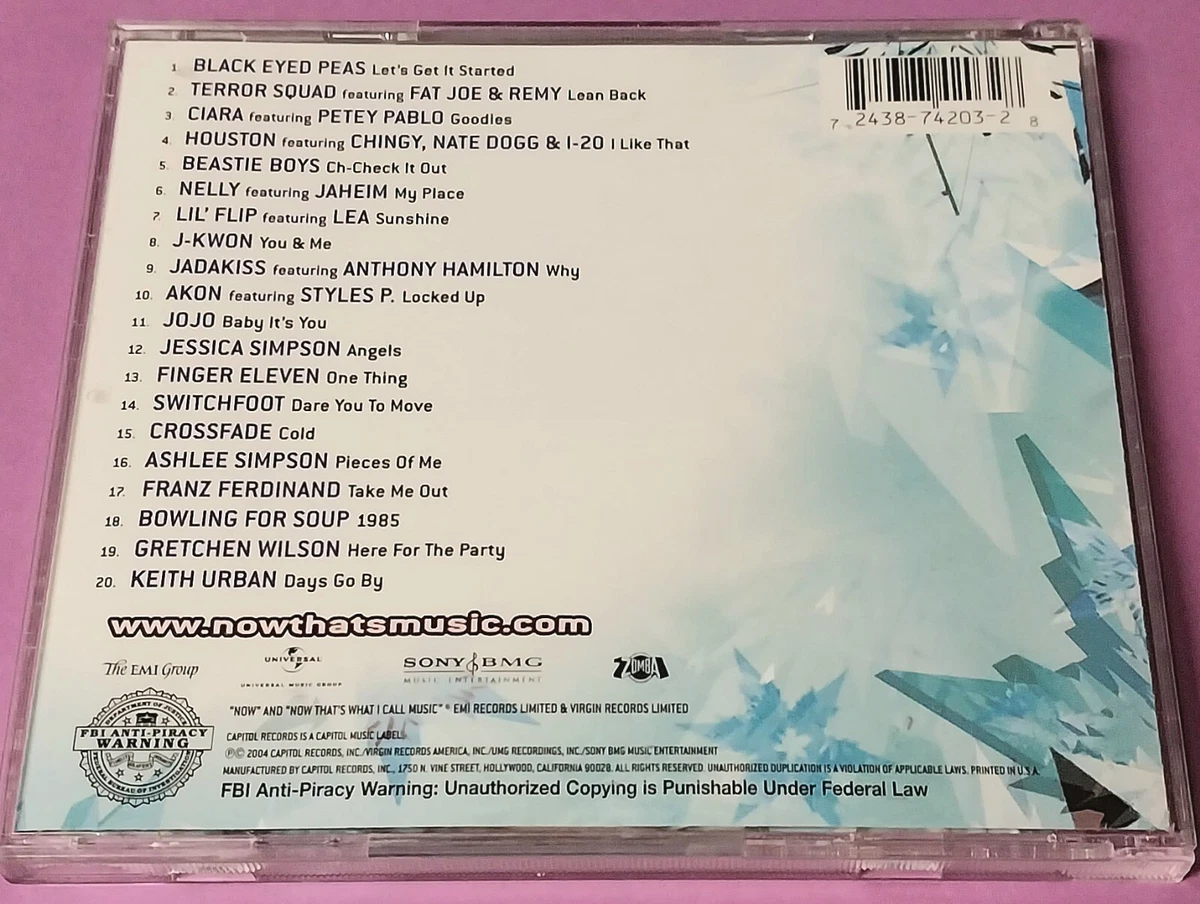 1. BLACK EYED PEAS Let's Get It Started
2. TERROR SQUAD featuring FAT JOE & REMY Lean Back
3. CIARA featuring PETEY PABLO Goodies
4. HOUSTON featuring CHINGY, NATE DOGG & I-20 I Like That
5. BEASTIE BOYS Ch-Check It Out
6. NELLY featuring JAHEIM My Place
7. LIL' FLIP featuring LEA Sunshine
8. J-KWON You & Me
9. JADAKISS featuring ANTHONY HAMILTON Why
10. AKON featuring STYLES P. Locked Up
11. JOJO Baby It's You
12. JESSICA SIMPSON Angels
13. FINGER ELEVEN One Thing
14. SWITCHFOOT Dare You To Move
15. CROSSFADE Cold
16. ASHLEE SIMPSON Pieces Of Me
17. FRANZ FERDINAND Take Me Out
18. BOWLING FOR SOUP 1985
19. GRETCHEN WILSON Here For The Party
20. KEITH URBAN Days Go By
7 2438-74203-2 8
www.nowthatsmusic.com
The EMI Group
UNIVERSAL
UNIVERSAL MUSIC GROUP
SONY BMG
MUSIC ENTERTAINMENT
ZOMBA
DEPARTMENT OF JUSTICE
FBI ANTI-PIRACY
WARNING
FEDERAL BUREAU OF INVESTIGATION
"NOW" AND "NOW THAT'S WHAT I CALL MUSIC" ® EMI RECORDS LIMITED & VIRGIN RECORDS LIMITED
CAPITOL RECORDS IS A CAPITOL MUSIC LABEL.
℗© 2004 CAPITOL RECORDS, INC./VIRGIN RECORDS AMERICA, INC./UMG RECORDINGS, INC./SONY BMG MUSIC ENTERTAINMENT
MANUFACTURED BY CAPITOL RECORDS, INC., 1750 N. VINE STREET, HOLLYWOOD, CALIFORNIA 90028. ALL RIGHTS RESERVED. UNAUTHORIZED DUPLICATION IS A VIOLATION OF APPLICABLE LAWS. PRINTED IN U.S.A.
FBI Anti-Piracy Warning: Unauthorized Copying is Punishable Under Federal Law